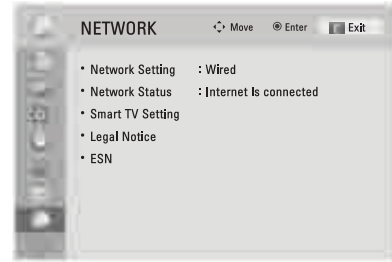 NETWORK Move Enter Exit
• Network Setting : Wired
• Network Status : Internet Is connected
• Smart TV Setting
• Legal Notice
• ESN